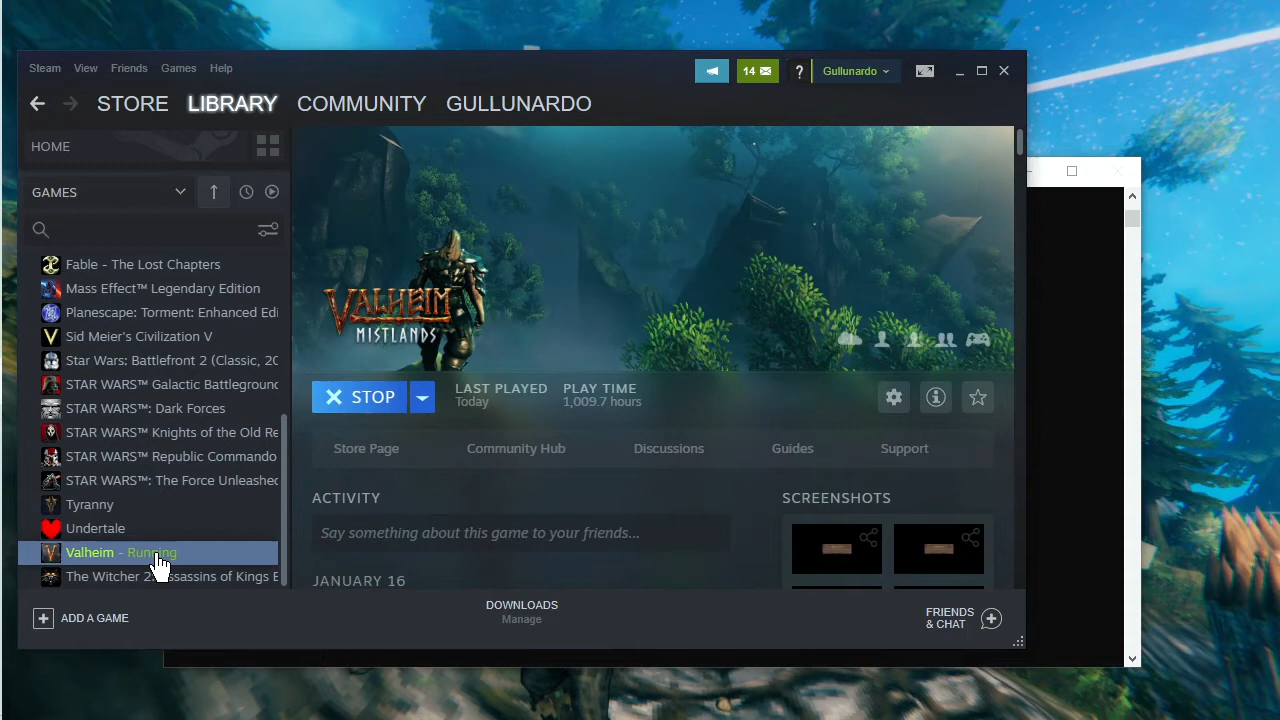 Steam View Friends Games Help
14 ? Gullunardo
STORE LIBRARY COMMUNITY GULLUNARDO
HOME
GAMES
VALHEIM
MISTLANDS
Fable - The Lost Chapters
Mass Effect™ Legendary Edition
Planescape: Torment: Enhanced Edi
Sid Meier's Civilization V
Star Wars: Battlefront 2 (Classic, 20
STAR WARS™ Galactic Battleground
STAR WARS™: Dark Forces
STAR WARS™ Knights of the Old Re
STAR WARS™ Republic Commando
STAR WARS™: The Force Unleashed
Tyranny
Undertale
Valheim - Running
The Witcher 2: Assassins of Kings E
STOP
LAST PLAYED
Today
PLAY TIME
1,009.7 hours
Store Page Community Hub Discussions Guides Support
ACTIVITY
Say something about this game to your friends...
JANUARY 16
SCREENSHOTS
ADD A GAME
DOWNLOADS
Manage
FRIENDS
& CHAT